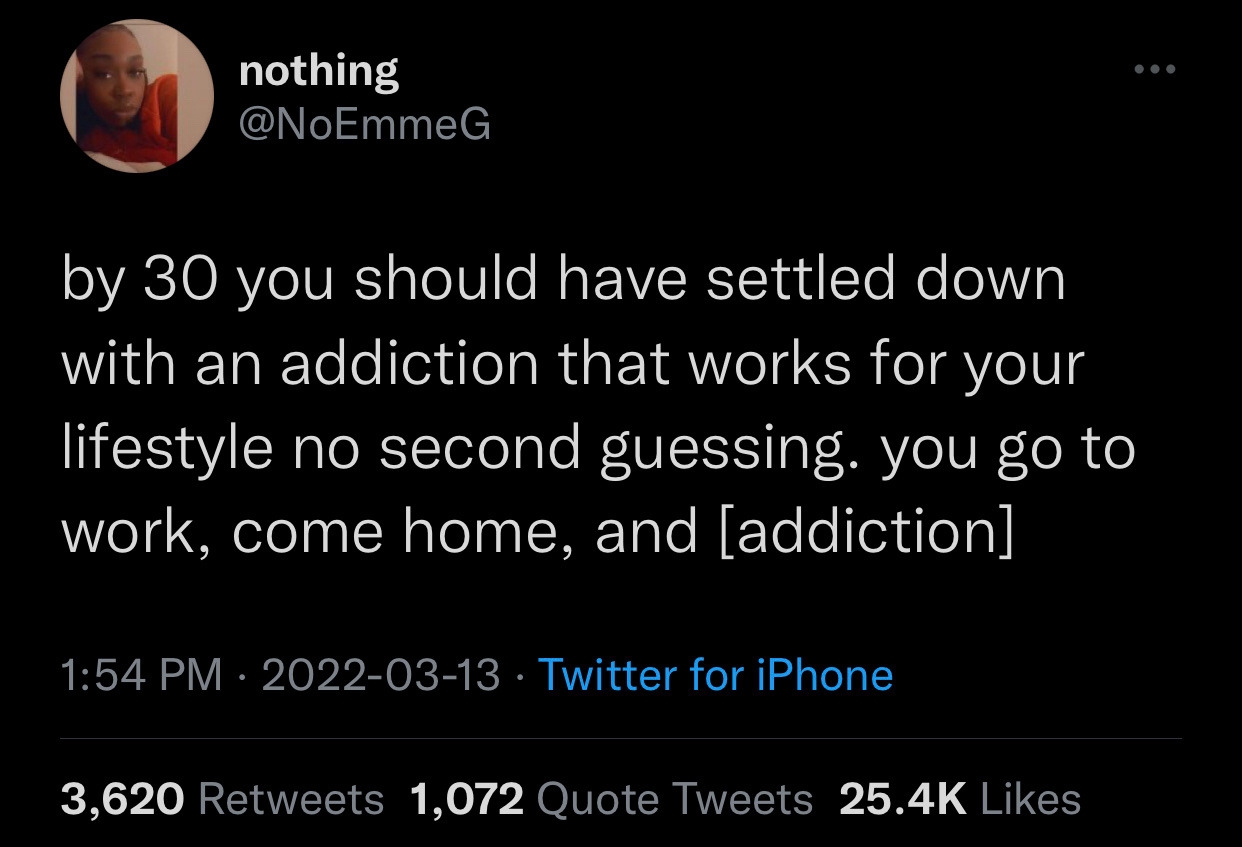 nothing
@NoEmmeG
by 30 you should have settled down
with an addiction that works for your
lifestyle no second guessing. you go to
work, come home, and [addiction]
1:54 PM · 2022-03-13 · Twitter for iPhone
3,620 Retweets 1,072 Quote Tweets 25.4K Likes